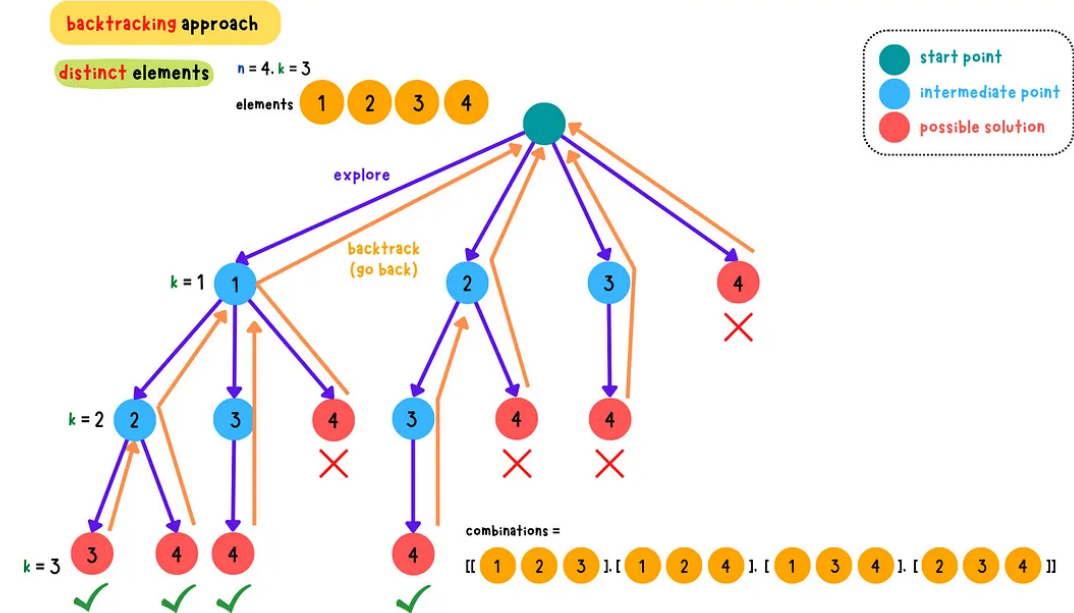 backtracking approach
distinct elements
n = 4. k = 3
elements 1 2 3 4
start point
intermediate point
possible solution
explore
backtrack
(go back)
k = 1 1 2 3 4
k = 2 2 3 4 3 4 4
combinations =
k = 3 3 4 4 4
[[ 1 2 3 ]. [ 1 2 4 ]. [ 1 3 4 ]. [ 2 3 4 ]]